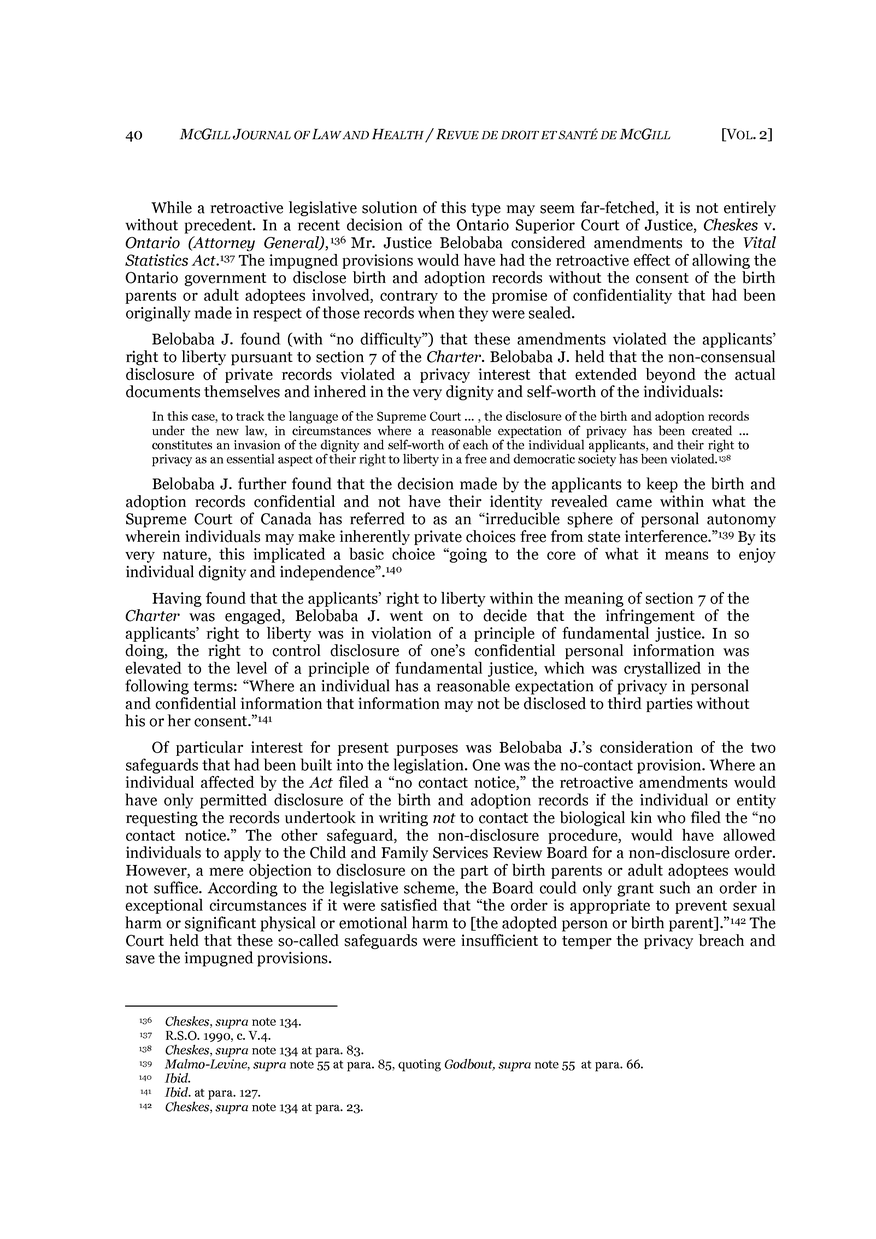 40 MCGILL JOURNAL OF LAW AND HEALTH / REVUE DE DROIT ET SANTÉ DE MCGILL [VOL. 2]
While a retroactive legislative solution of this type may seem far-fetched, it is not entirely
without precedent. In a recent decision of the Ontario Superior Court of Justice, Cheskes v.
Ontario (Attorney General),136 Mr. Justice Belobaba considered amendments to the Vital
Statistics Act.137 The impugned provisions would have had the retroactive effect of allowing the
Ontario government to disclose birth and adoption records without the consent of the birth
parents or adult adoptees involved, contrary to the promise of confidentiality that had been
originally made in respect of those records when they were sealed.
Belobaba J. found (with “no difficulty”) that these amendments violated the applicants’
right to liberty pursuant to section 7 of the Charter. Belobaba J. held that the non-consensual
disclosure of private records violated a privacy interest that extended beyond the actual
documents themselves and inhered in the very dignity and self-worth of the individuals:
In this case, to track the language of the Supreme Court ... , the disclosure of the birth and adoption records
under the new law, in circumstances where a reasonable expectation of privacy has been created ...
constitutes an invasion of the dignity and self-worth of each of the individual applicants, and their right to
privacy as an essential aspect of their right to liberty in a free and democratic society has been violated.138
Belobaba J. further found that the decision made by the applicants to keep the birth and
adoption records confidential and not have their identity revealed came within what the
Supreme Court of Canada has referred to as an “irreducible sphere of personal autonomy
wherein individuals may make inherently private choices free from state interference.”139 By its
very nature, this implicated a basic choice “going to the core of what it means to enjoy
individual dignity and independence”.140
Having found that the applicants’ right to liberty within the meaning of section 7 of the
Charter was engaged, Belobaba J. went on to decide that the infringement of the
applicants’ right to liberty was in violation of a principle of fundamental justice. In so
doing, the right to control disclosure of one’s confidential personal information was
elevated to the level of a principle of fundamental justice, which was crystallized in the
following terms: “Where an individual has a reasonable expectation of privacy in personal
and confidential information that information may not be disclosed to third parties without
his or her consent.”141
Of particular interest for present purposes was Belobaba J.’s consideration of the two
safeguards that had been built into the legislation. One was the no-contact provision. Where an
individual affected by the Act filed a “no contact notice,” the retroactive amendments would
have only permitted disclosure of the birth and adoption records if the individual or entity
requesting the records undertook in writing not to contact the biological kin who filed the “no
contact notice.” The other safeguard, the non-disclosure procedure, would have allowed
individuals to apply to the Child and Family Services Review Board for a non-disclosure order.
However, a mere objection to disclosure on the part of birth parents or adult adoptees would
not suffice. According to the legislative scheme, the Board could only grant such an order in
exceptional circumstances if it were satisfied that “the order is appropriate to prevent sexual
harm or significant physical or emotional harm to [the adopted person or birth parent].”142 The
Court held that these so-called safeguards were insufficient to temper the privacy breach and
save the impugned provisions.
136 Cheskes, supra note 134.
137 R.S.O. 1990, c. V.4.
138 Cheskes, supra note 134 at para. 83.
139 Malmo-Levine, supra note 55 at para. 85, quoting Godbout, supra note 55 at para. 66.
140 Ibid.
141 Ibid. at para. 127.
142 Cheskes, supra note 134 at para. 23.